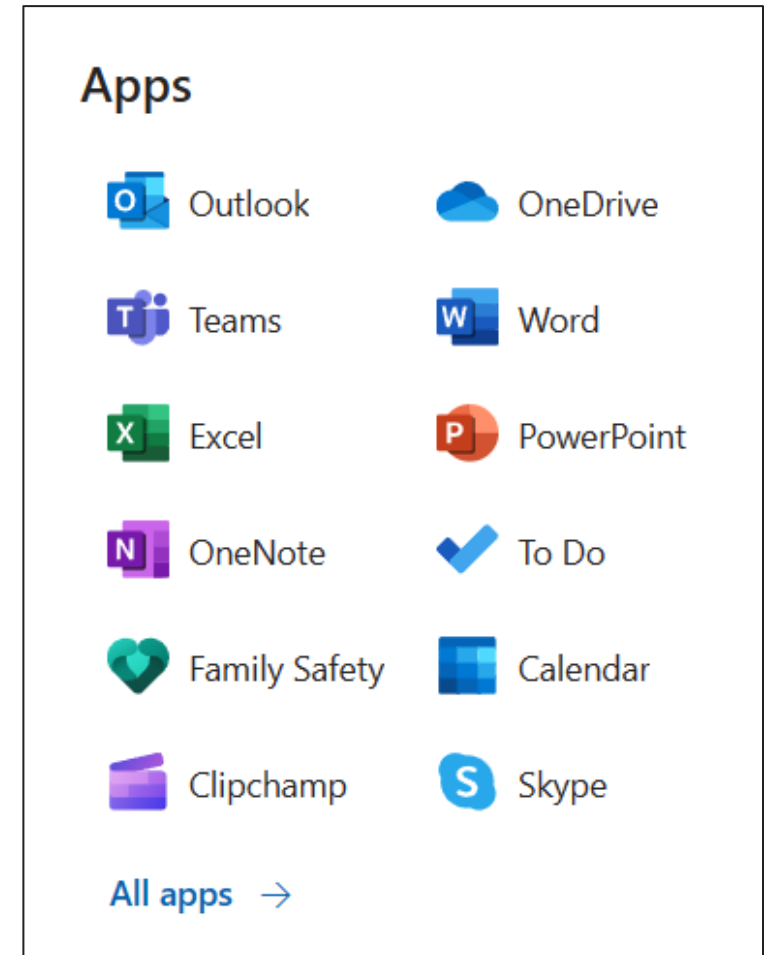 Apps
O Outlook OneDrive
T Teams W Word
X Excel P PowerPoint
N OneNote To Do
Family Safety Calendar
Clipchamp S Skype
All apps →